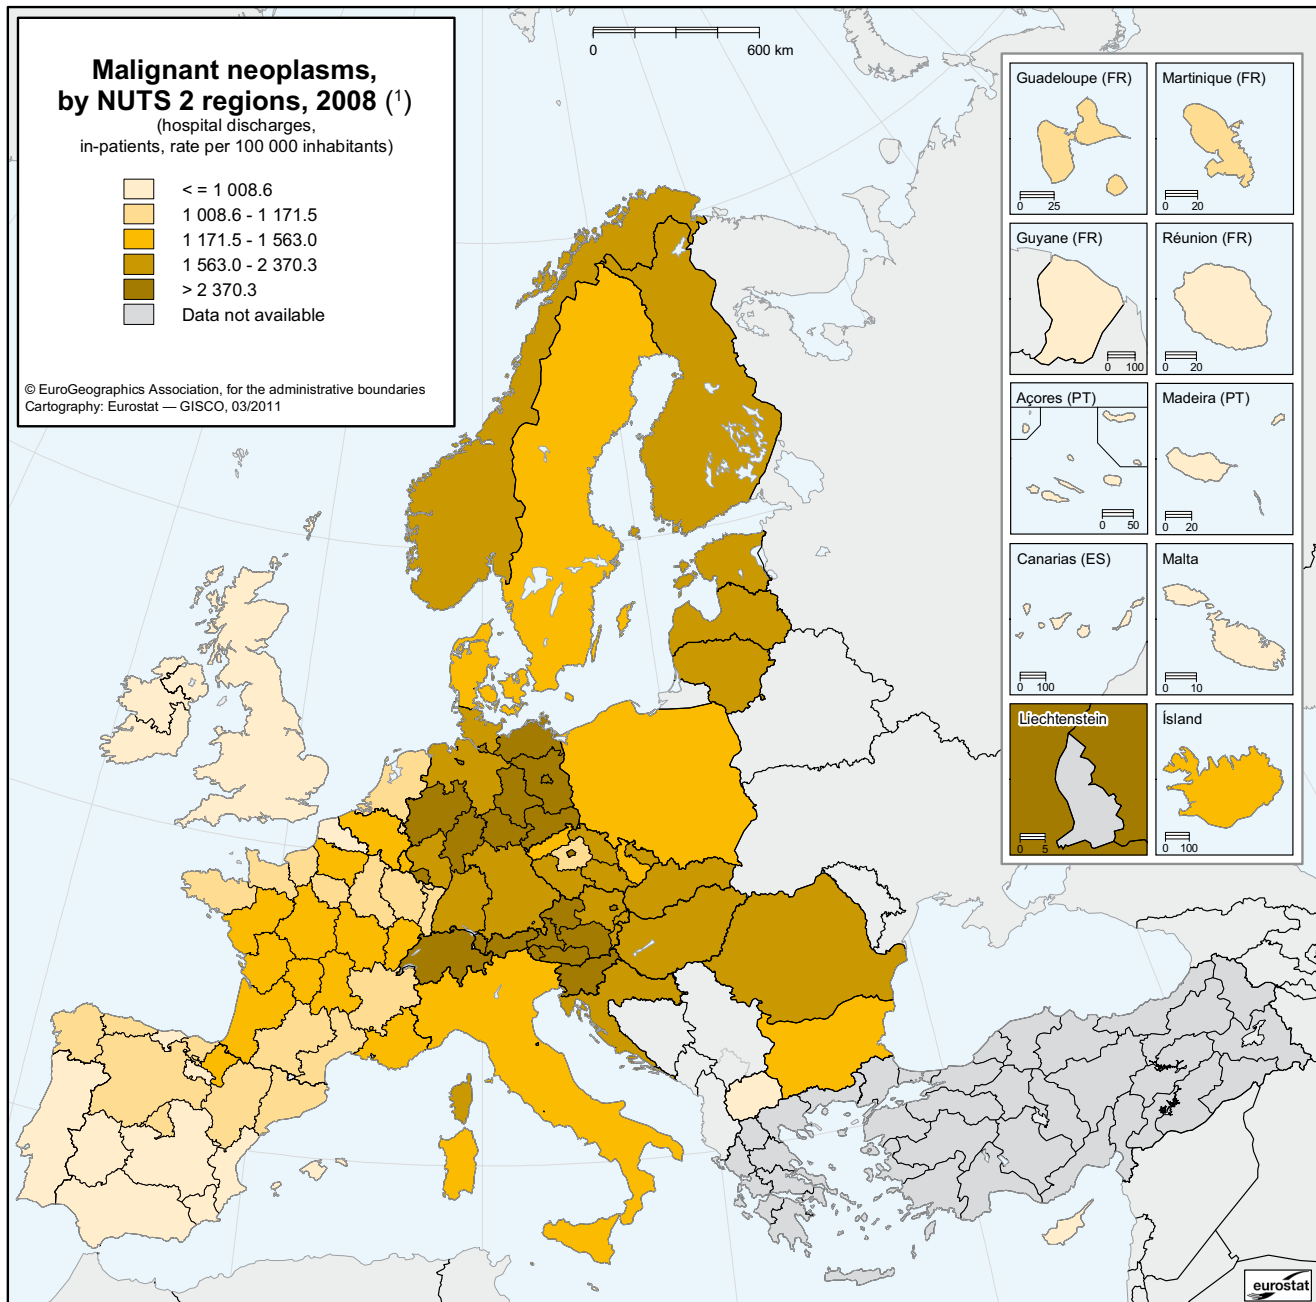 Malignant neoplasms,
by NUTS 2 regions, 2008 (¹)
(hospital discharges,
in-patients, rate per 100 000 inhabitants)
< = 1 008.6
1 008.6 - 1 171.5
1 171.5 - 1 563.0
1 563.0 - 2 370.3
> 2 370.3
Data not available
© EuroGeographics Association, for the administrative boundaries
Cartography: Eurostat — GISCO, 03/2011
0 600 km
Guadeloupe (FR)
0 25
Martinique (FR)
0 20
Guyane (FR)
0 100
Réunion (FR)
0 20
Açores (PT)
0 50
Madeira (PT)
0 20
Canarias (ES)
0 100
Malta
0 10
Liechtenstein
0 5
Ísland
0 100
eurostat